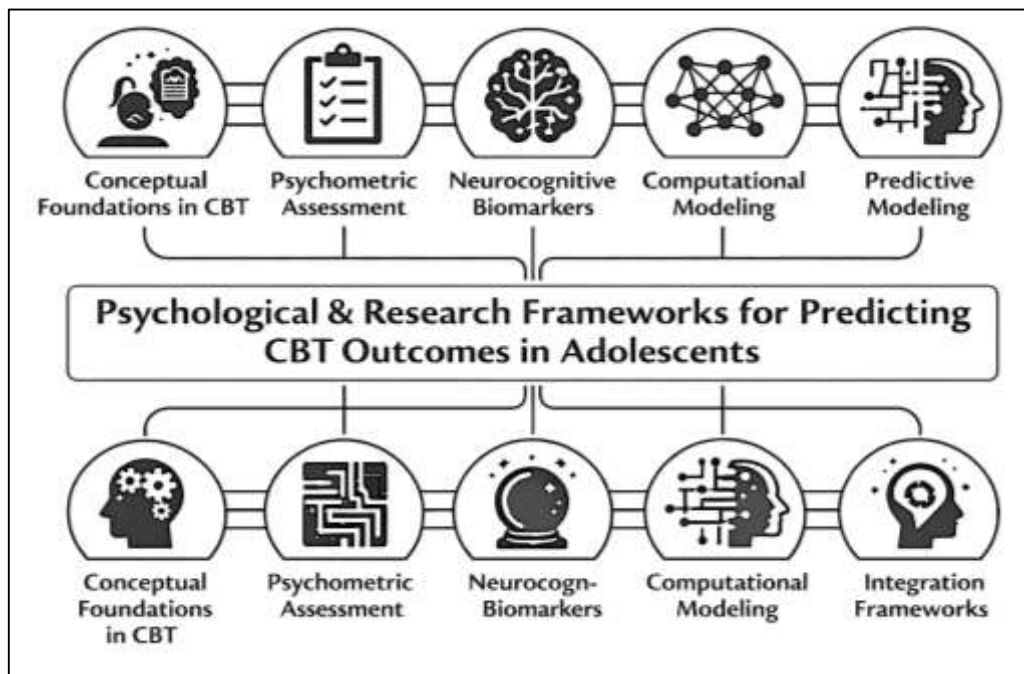 Conceptual
Foundations in CBT
Psychometric
Assessment
Neurocognitive
Biomarkers
Computational
Modeling
Predictive
Modeling
Psychological & Research Frameworks for Predicting
CBT Outcomes in Adolescents
Conceptual
Foundations
in CBT
Psychometric
Assessment
Neurocogn-
Biomarkers
Computational
Modeling
Integration
Frameworks